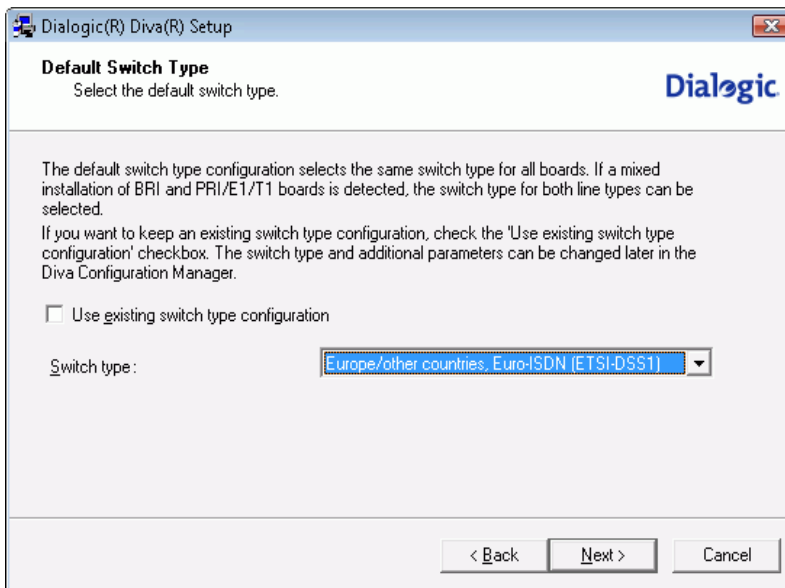 Dialogic(R) Diva(R) Setup
Default Switch Type
Select the default switch type.
Dialogic
The default switch type configuration selects the same switch type for all boards. If a mixed
installation of BRI and PRI/E1/T1 boards is detected, the switch type for both line types can be
selected.
If you want to keep an existing switch type configuration, check the 'Use existing switch type
configuration' checkbox. The switch type and additional parameters can be changed later in the
Diva Configuration Manager.
Use existing switch type configuration
Switch type :
Europe/other countries, Euro-ISDN (ETSI-DSS1)
< Back
Next >
Cancel